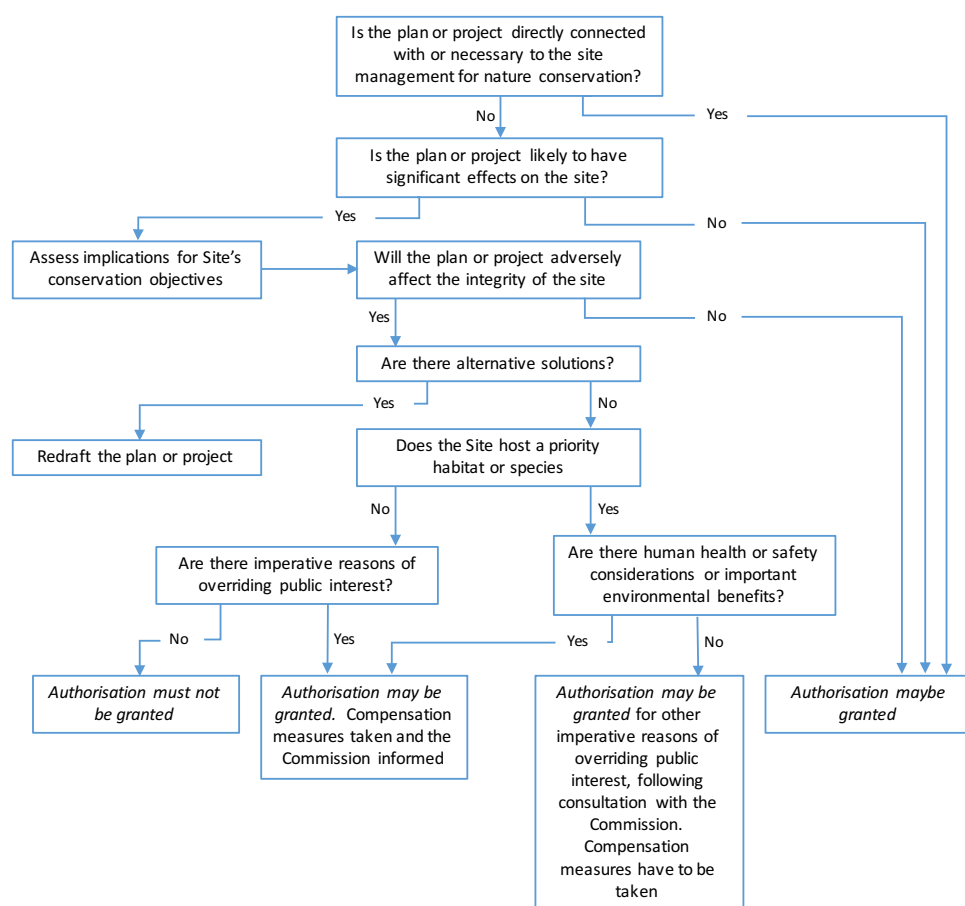 Is the plan or project directly connected
with or necessary to the site
management for nature conservation?
No
Yes
Is the plan or project likely to have
significant effects on the site?
Yes
No
Assess implications for Site's
conservation objectives
Will the plan or project adversely
affect the integrity of the site
Yes
No
Are there alternative solutions?
Yes
No
Redraft the plan or project
Does the Site host a priority
habitat or species
No
Yes
Are there imperative reasons of
overriding public interest?
Are there human health or safety
considerations or important
environmental benefits?
No
Yes
Yes
No
Authorisation must not
be granted
Authorisation may be
granted. Compensation
measures taken and the
Commission informed
Authorisation may be
granted for other
imperative reasons of
overriding public
interest, following
consultation with the
Commission.
Compensation
measures have to be
taken
Authorisation maybe
granted